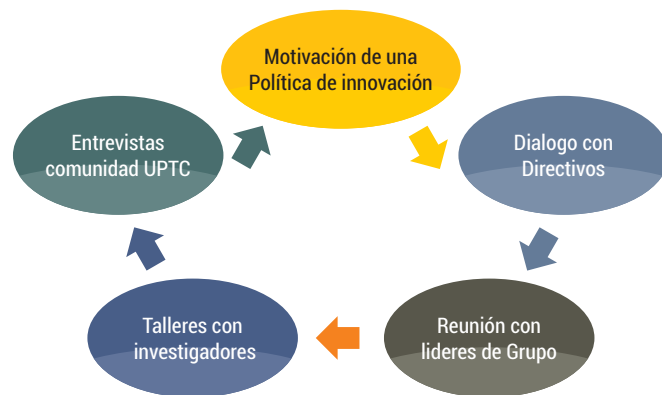 Motivación de una
Política de innovación
Dialogo con
Directivos
Reunión con
lideres de Grupo
Talleres con
investigadores
Entrevistas
comunidad UPTC